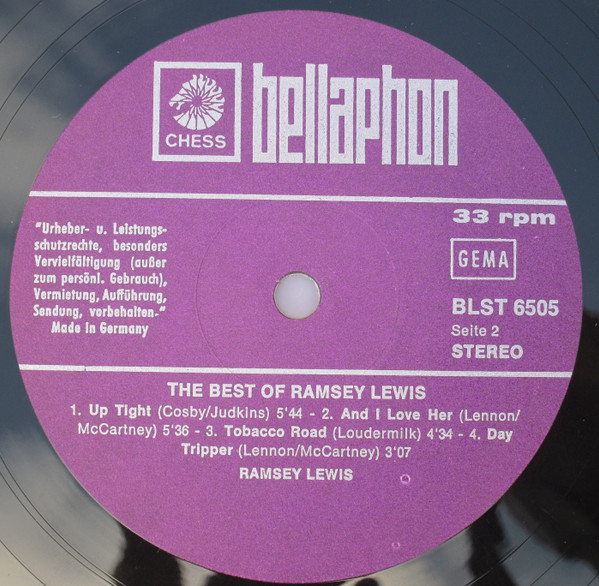 CHESS
bellaphon
"Urheber- u. Leistungs-
schutzrechte, besonders
Vervielfältigung (außer
zum persönl. Gebrauch),
Vermietung, Aufführung,
Sendung, vorbehalten-"
Made in Germany
33 rpm
GEMA
BLST 6505
Seite 2
STEREO
THE BEST OF RAMSEY LEWIS
1. Up Tight (Cosby/Judkins) 5'44 - 2. And I Love Her (Lennon/
McCartney) 5'36 - 3. Tobacco Road (Loudermilk) 4'34 - 4. Day
Tripper (Lennon/McCartney) 3'07
RAMSEY LEWIS